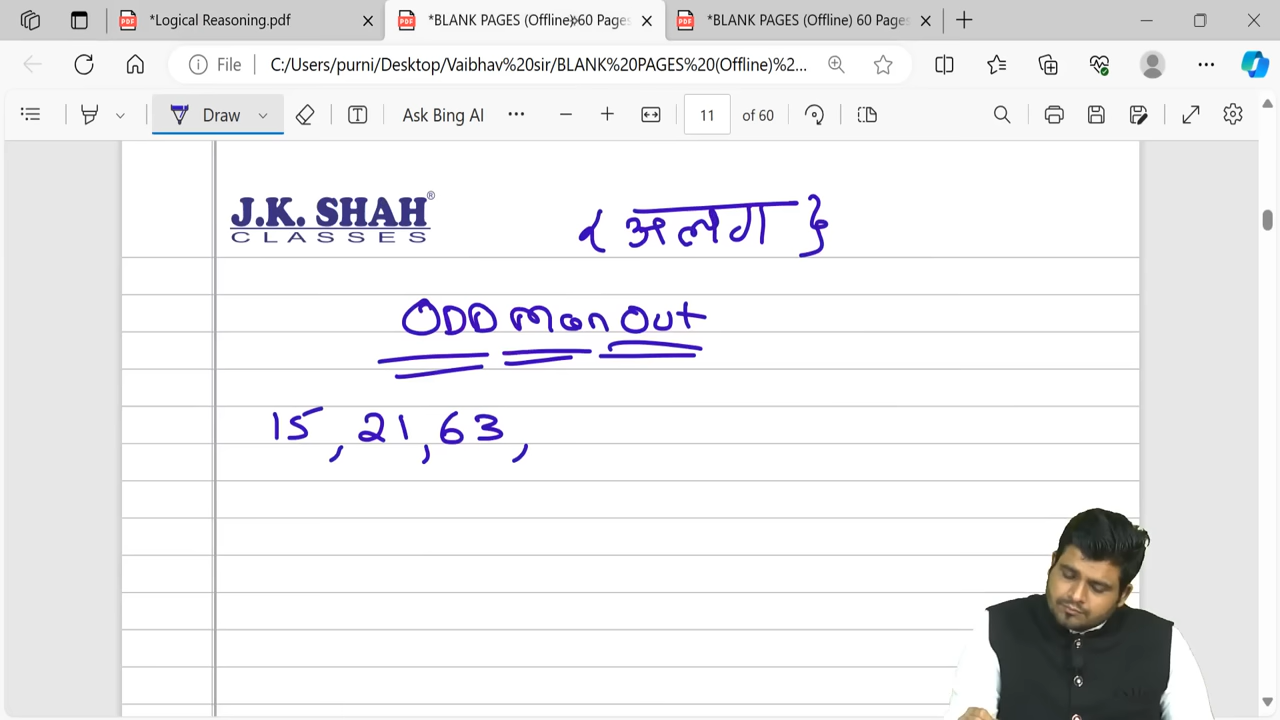 *Logical Reasoning.pdf
*BLANK PAGES (Offline) 60 Pages
*BLANK PAGES (Offline) 60 Pages
File
C:/Users/purni/Desktop/Vaibhav%20sir/BLANK%20PAGES%20(Offline)%2...
Draw
Ask Bing AI
11 of 60
J.K. SHAH®
CLASSES
{ अलग }
ODD Man Out
15, 21, 63,